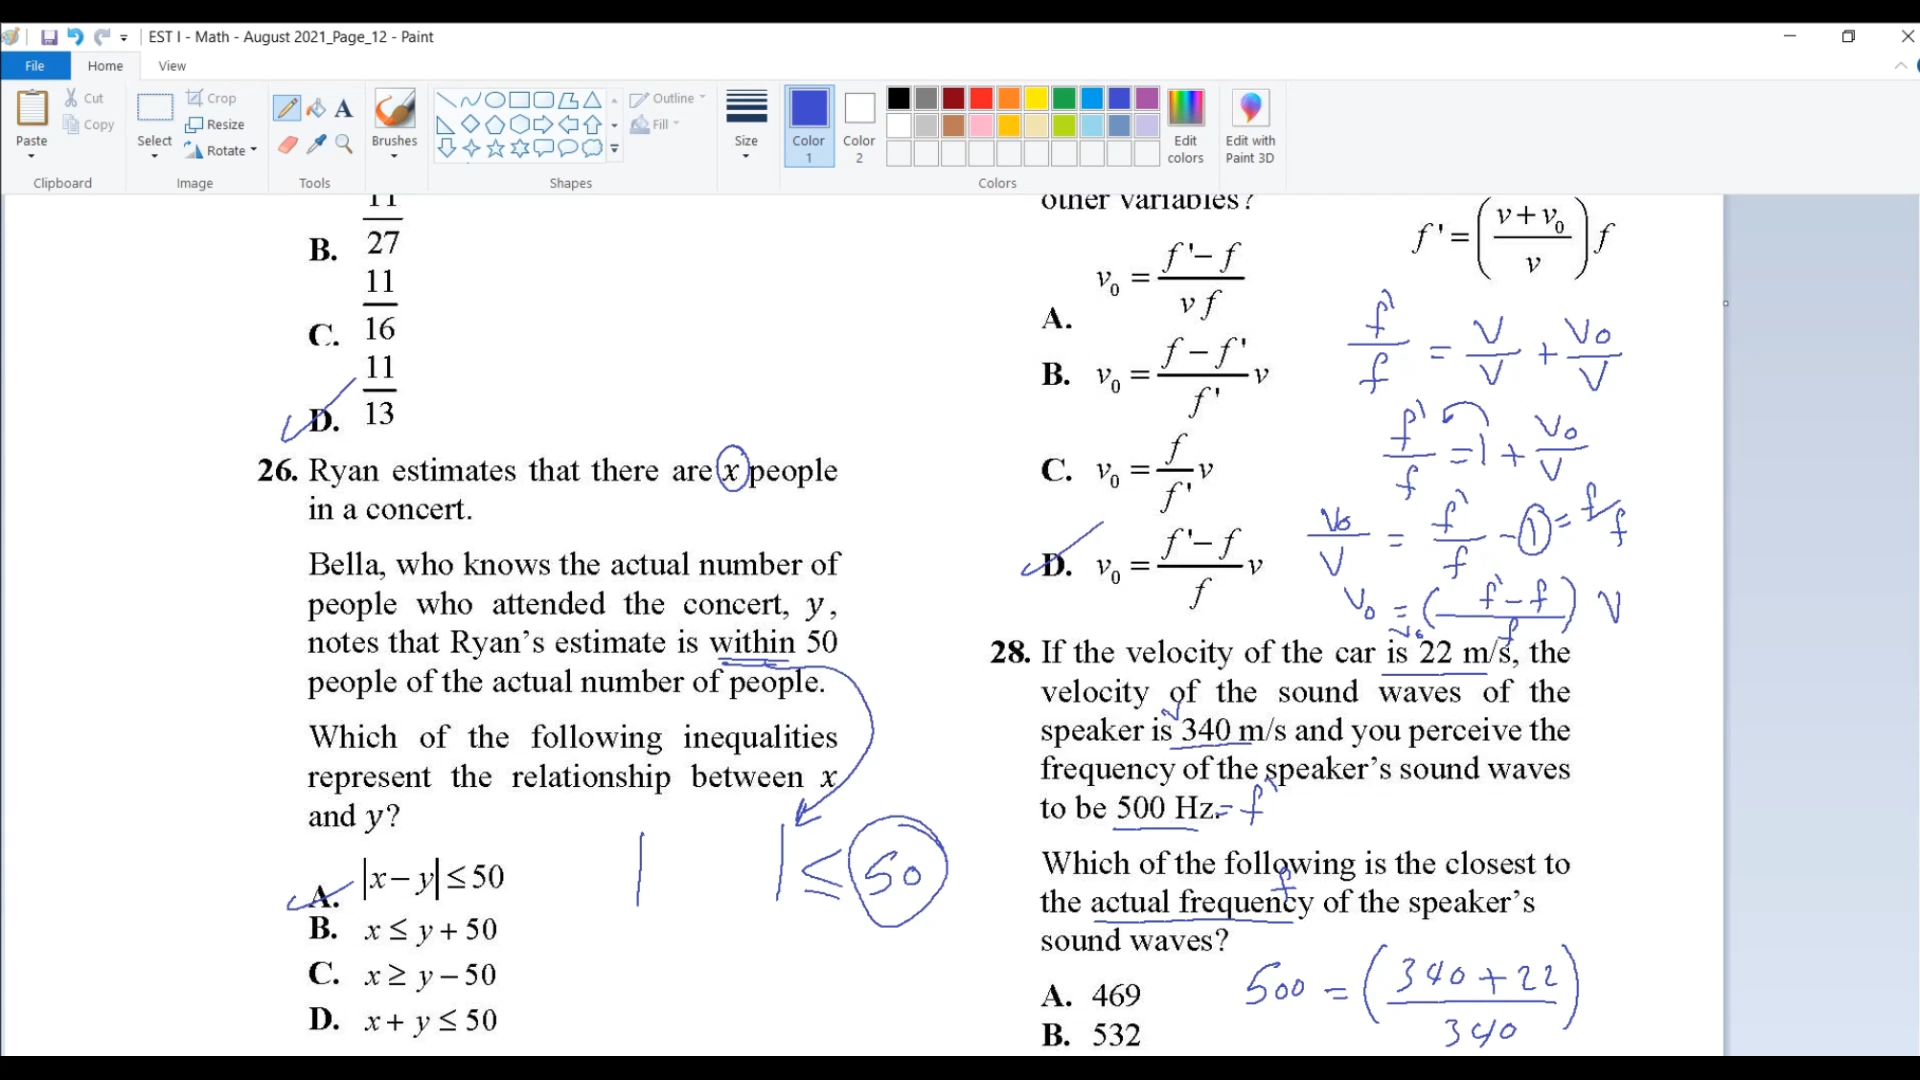 EST I - Math - August 2021_Page_12 - Paint
File Home View
Paste
Cut
Copy
Clipboard
Select
Crop
Resize
Rotate
Image
Tools
A
Brushes
Shapes
Outline
Fill
Size
Color 1
Color 2
Edit colors
Edit with Paint 3D
Colors
11
B. 27
11
C. 16
11
D. 13
26. Ryan estimates that there are x people
in a concert.
Bella, who knows the actual number of
people who attended the concert, y,
notes that Ryan's estimate is within 50
people of the actual number of people.
Which of the following inequalities
represent the relationship between x
and y?
A. |x − y| ≤ 50
| | ≤ 50
B. x ≤ y + 50
C. x ≥ y − 50
D. x + y ≤ 50
other variables?
f ' = ((v + v₀)/v) f
A. v₀ = (f ' − f)/(v f)
B. v₀ = (f − f ')/f ' v
C. v₀ = f/f ' v
D. v₀ = (f ' − f)/f v
f'/f = V/V + V₀/V
f'/f = 1 + V₀/V
V₀/V = f'/f − 1 = f/f
V₀ = ((f' − f)/f) V
28. If the velocity of the car is 22 m/s, the
velocity of the sound waves of the
speaker is 340 m/s and you perceive the
frequency of the speaker's sound waves
to be 500 Hz. = f'
V₀
V
Which of the following is the closest to
the actual frequency of the speaker's
sound waves?
f
A. 469
B. 532
500 = ((340 + 22)/340)